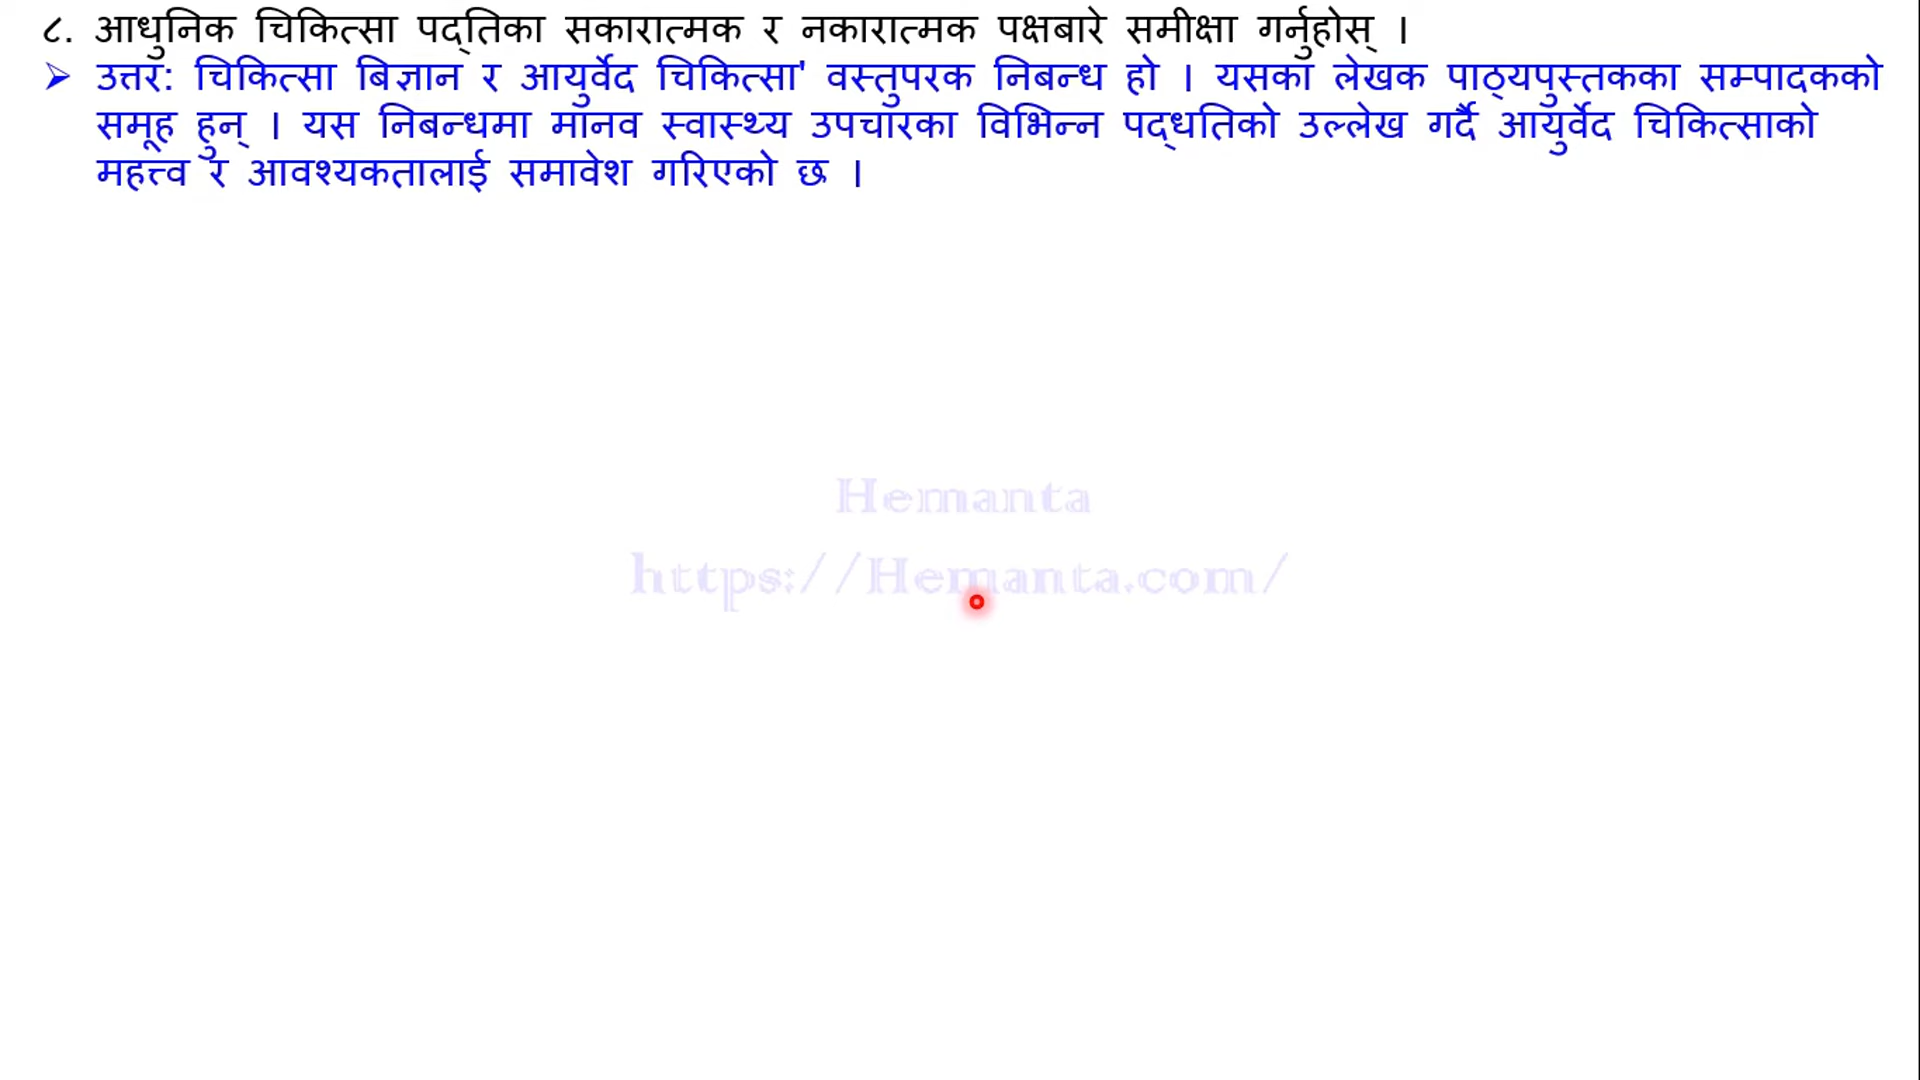 ८. आधुनिक चिकित्सा पद्तिका सकारात्मक र नकारात्मक पक्षबारे समीक्षा गर्नुहोस् ।
➢ उत्तर: चिकित्सा बिज्ञान र आयुर्वेद चिकित्सा' वस्तुपरक निबन्ध हो । यसका लेखक पाठ्यपुस्तकका सम्पादकको
समूह हुन् । यस निबन्धमा मानव स्वास्थ्य उपचारका विभिन्न पद्धतिको उल्लेख गर्दै आयुर्वेद चिकित्साको
महत्त्व र आवश्यकतालाई समावेश गरिएको छ ।
Hemanta
https://Hemanta.com/